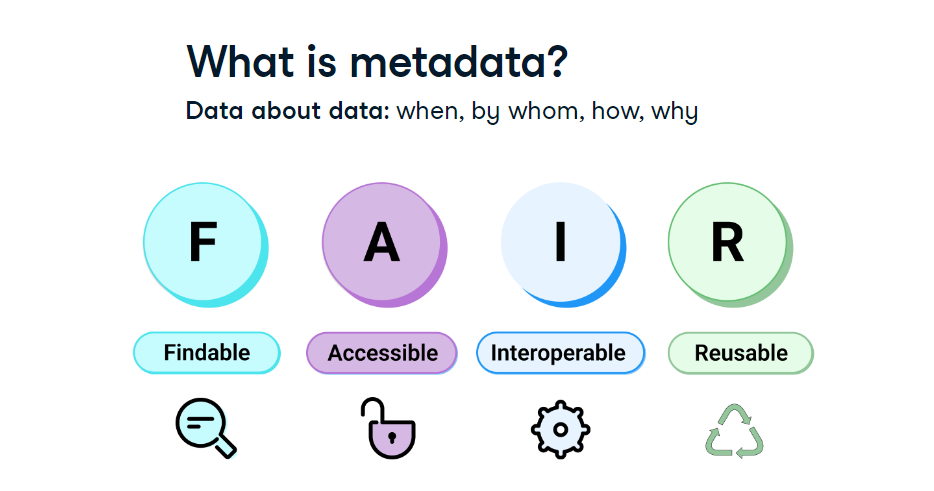 What is metadata?
Data about data: when, by whom, how, why
F A I R
Findable Accessible Interoperable Reusable